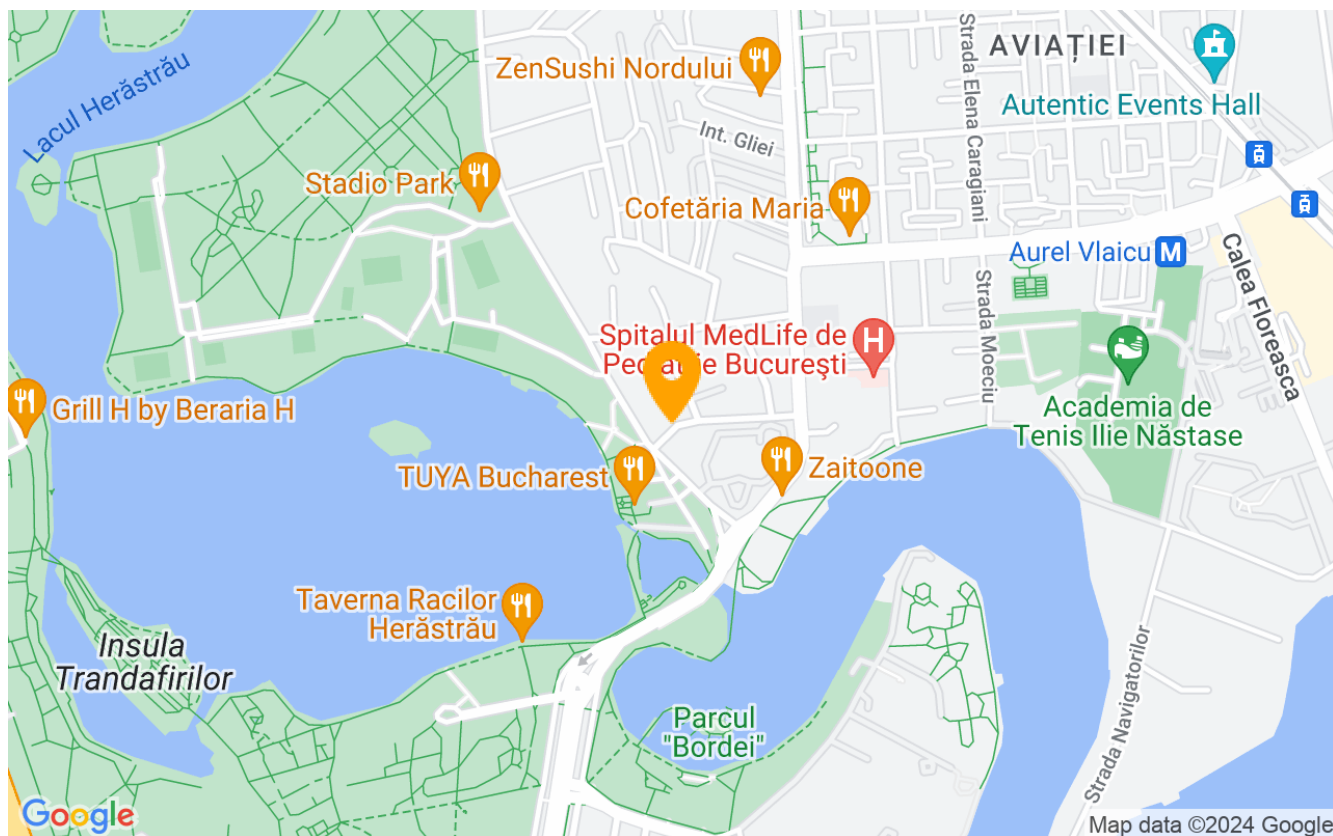 Lacul Herăstrău
ZenSushi Nordului
Int. Gliei
Strada Elena Caragiani
AVIAȚIEI
Autentic Events Hall
Stadio Park
Cofetăria Maria
Aurel Vlaicu
M
Calea Floreasca
Strada Moeciu
Spitalul MedLife de
Pediatrie București
H
Grill H by Beraria H
Academia de
Tenis Ilie Năstase
TUYA Bucharest
Zaitoone
Taverna Racilor
Herăstrău
Insula
Trandafirilor
Parcul
"Bordei"
Strada Navigatorilor
Google
Map data ©2024 Google